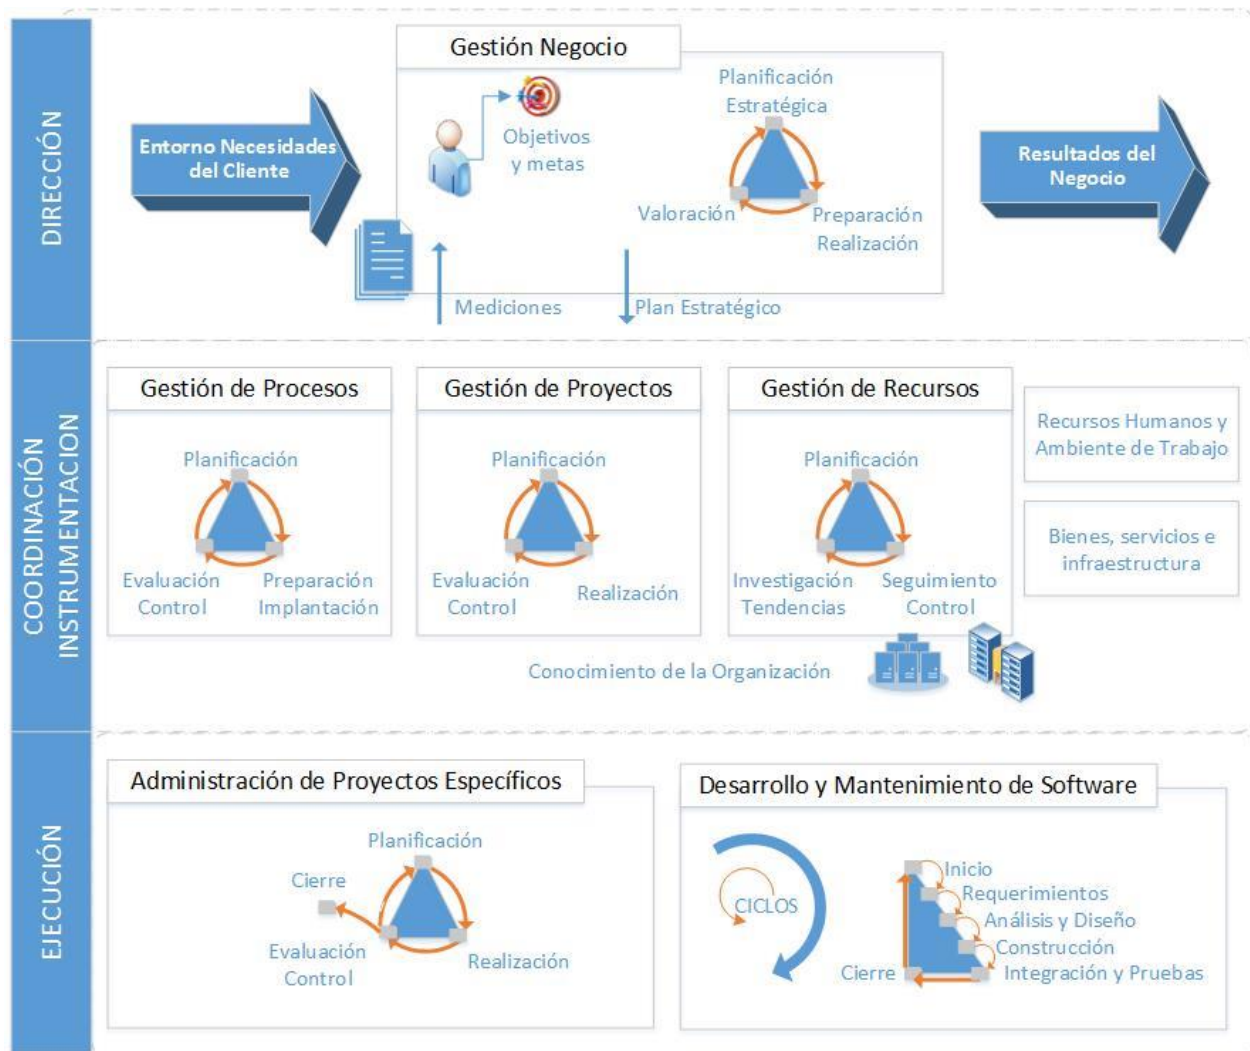 DIRECCIÓN
Gestión Negocio
Entorno Necesidades
del Cliente
Objetivos
y metas
Planificación
Estratégica
Valoración
Preparación
Realización
Resultados del
Negocio
Mediciones
Plan Estratégico
COORDINACIÓN
INSTRUMENTACION
Gestión de Procesos
Planificación
Evaluación
Control
Preparación
Implantación
Gestión de Proyectos
Planificación
Evaluación
Control
Realización
Gestión de Recursos
Planificación
Investigación
Tendencias
Seguimiento
Control
Recursos Humanos y
Ambiente de Trabajo
Bienes, servicios e
infraestructura
Conocimiento de la Organización
EJECUCIÓN
Administración de Proyectos Específicos
Planificación
Cierre
Evaluación
Control
Realización
Desarrollo y Mantenimiento de Software
CICLOS
Inicio
Requerimientos
Análisis y Diseño
Construcción
Integración y Pruebas
Cierre